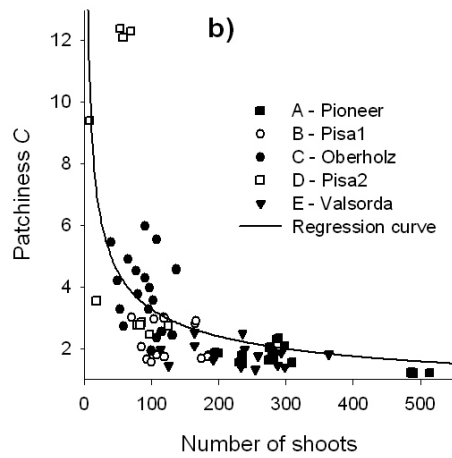 b)
12
10
8
6
4
2
Patchiness C
A - Pioneer
B - Pisa1
C - Oberholz
D - Pisa2
E - Valsorda
Regression curve
0 100 200 300 400 500
Number of shoots